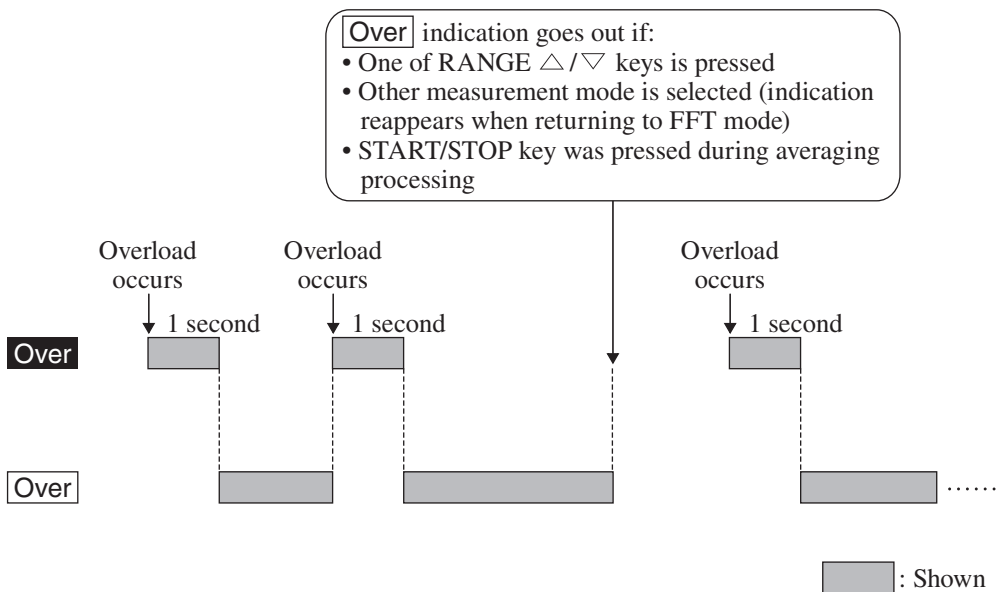 Over indication goes out if:
• One of RANGE △/▽ keys is pressed
• Other measurement mode is selected (indication
reappears when returning to FFT mode)
• START/STOP key was pressed during averaging
processing
Overload
occurs
Overload
occurs
Overload
occurs
1 second
1 second
1 second
Over
Over
......
: Shown